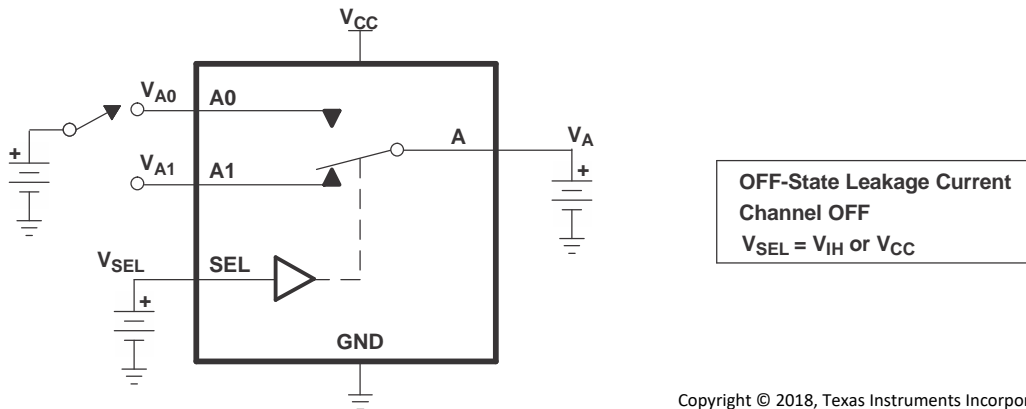 VCC
VA0
A0
+
A
VA
+
VA1
A1
OFF-State Leakage Current
Channel OFF
VSEL = VIH or VCC
VSEL
SEL
+
GND
Copyright © 2018, Texas Instruments Incorpor